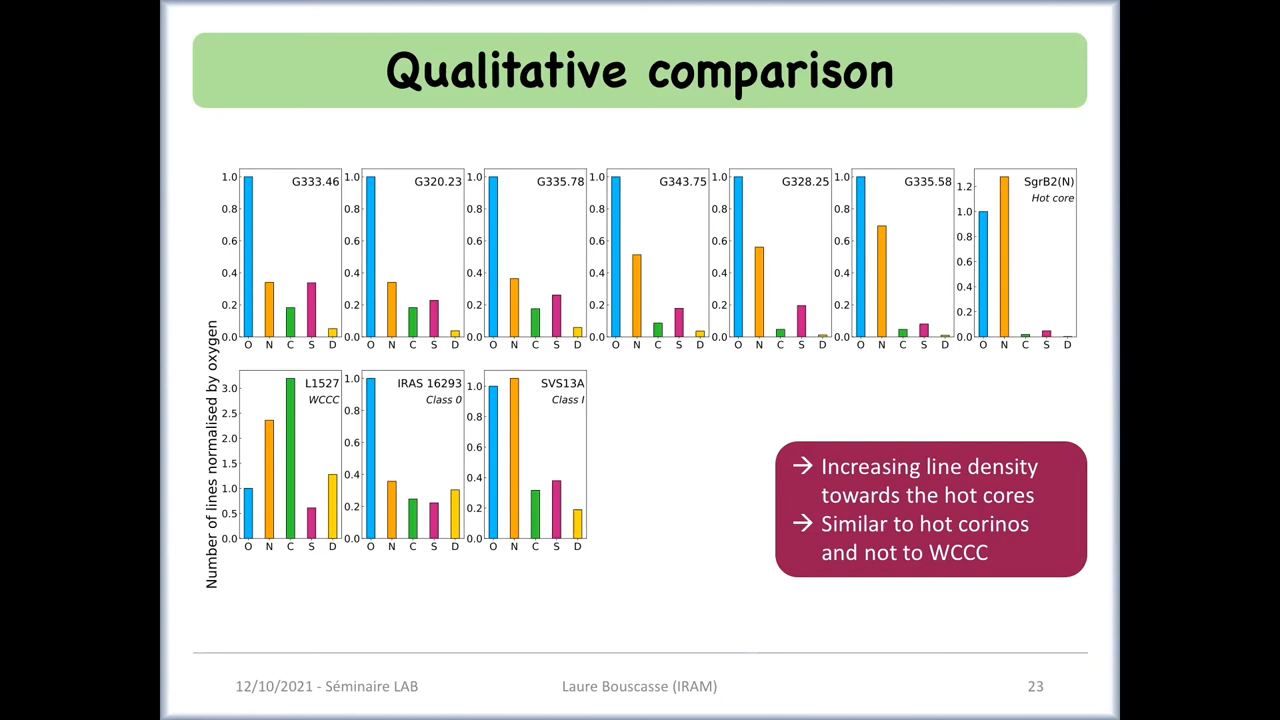 Qualitative comparison
Number of lines normalised by oxygen
1.0
0.8
0.6
0.4
0.2
0.0
G333.46
O N C S D
1.0
0.8
0.6
0.4
0.2
0.0
G320.23
O N C S D
1.0
0.8
0.6
0.4
0.2
0.0
G335.78
O N C S D
1.0
0.8
0.6
0.4
0.2
0.0
G343.75
O N C S D
1.0
0.8
0.6
0.4
0.2
0.0
G328.25
O N C S D
1.0
0.8
0.6
0.4
0.2
0.0
G335.58
O N C S D
1.2
1.0
0.8
0.6
0.4
0.2
0.0
SgrB2(N)
Hot core
O N C S D
3.0
2.5
2.0
1.5
1.0
0.5
0.0
L1527
WCCC
O N C S D
1.0
0.8
0.6
0.4
0.2
0.0
IRAS 16293
Class 0
O N C S D
1.0
0.8
0.6
0.4
0.2
0.0
SVS13A
Class I
O N C S D
→ Increasing line density
towards the hot cores
→ Similar to hot corinos
and not to WCCC
12/10/2021 - Séminaire LAB
Laure Bouscasse (IRAM)
23